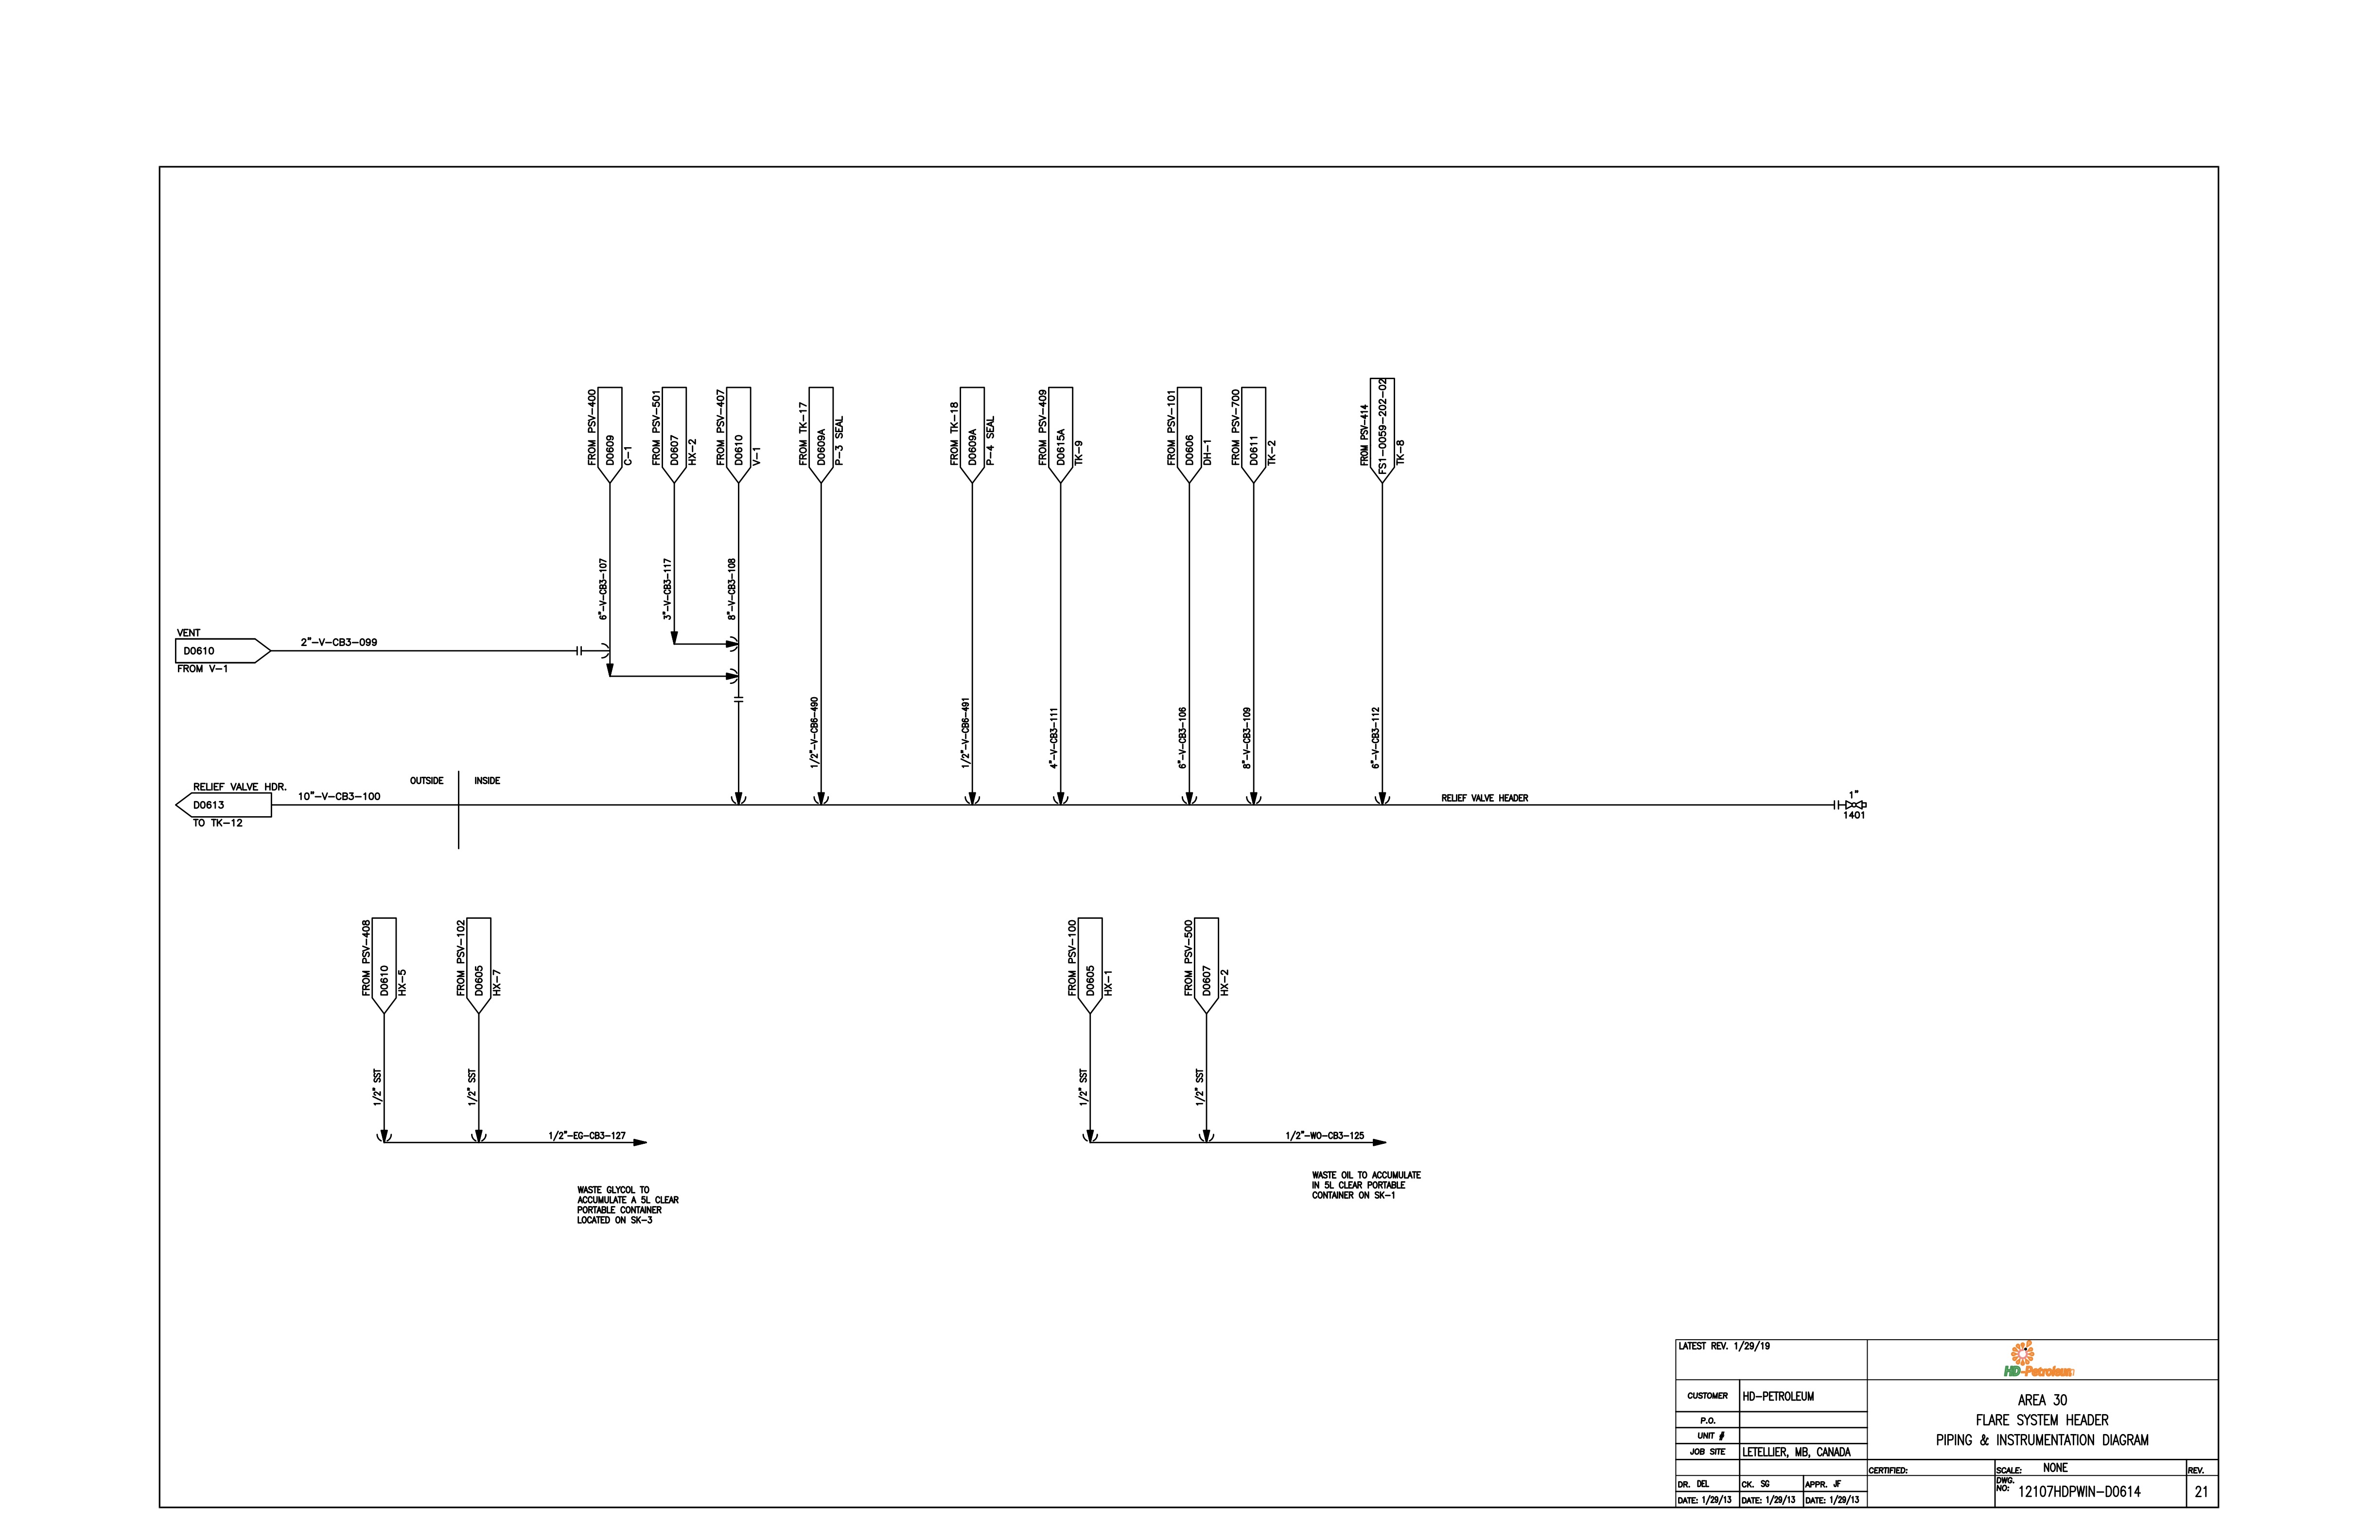 FROM PSV-400
D0609
C-1
FROM PSV-501
D0607
HX-2
FROM PSV-407
D0610
V-1
FROM TK-17
D0609A
P-3 SEAL
FROM TK-18
D0609A
P-4 SEAL
FROM PSV-409
D0615A
TK-9
FROM PSV-101
D0606
DH-1
FROM PSV-700
D0611
TK-2
FROM PSV-414
FS1-0059-202-02
TK-8
6"-V-CB3-107
3"-V-CB3-117
8"-V-CB3-108
VENT
D0610
FROM V-1
2"-V-CB3-099
1/2"-V-CB6-490
1/2"-V-CB6-491
4"-V-CB3-111
6"-V-CB3-106
8"-V-CB3-109
6"-V-CB3-112
RELIEF VALVE HDR.
D0613
TO TK-12
10"-V-CB3-100
OUTSIDE
INSIDE
RELIEF VALVE HEADER
1"
1401
FROM PSV-408
D0610
HX-5
FROM PSV-102
D0605
HX-7
FROM PSV-100
D0605
HX-1
FROM PSV-500
D0607
HX-2
1/2" SST
1/2" SST
1/2" SST
1/2" SST
1/2"-EG-CB3-127
1/2"-WO-CB3-125
WASTE GLYCOL TO
ACCUMULATE A 5L CLEAR
PORTABLE CONTAINER
LOCATED ON SK-3
WASTE OIL TO ACCUMULATE
IN 5L CLEAR PORTABLE
CONTAINER ON SK-1
LATEST REV. 1/29/19
HD-Petroleum
CUSTOMER HD-PETROLEUM
P.O.
UNIT #
JOB SITE LETELLIER, MB, CANADA
AREA 30
FLARE SYSTEM HEADER
PIPING & INSTRUMENTATION DIAGRAM
CERTIFIED:
SCALE: NONE
REV.
DR. DEL
CK. SG
APPR. JF
DATE: 1/29/13
DATE: 1/29/13
DATE: 1/29/13
DWG.
NO: 12107HDPWIN-D0614
21